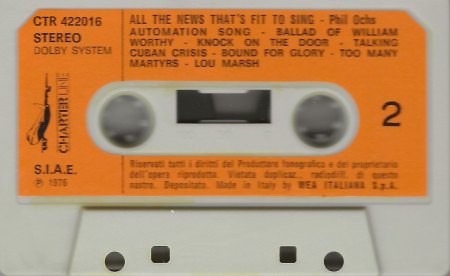 CTR 422016
STEREO
DOLBY SYSTEM
CHARTER LINE
S.I.A.E.
℗ 1976
ALL THE NEWS THAT'S FIT TO SING - Phil Ochs
AUTOMATION SONG - BALLAD OF WILLIAM
WORTHY - KNOCK ON THE DOOR - TALKING
CUBAN CRISIS - BOUND FOR GLORY - TOO MANY
MARTYRS - LOU MARSH
2
Riservati tutti i diritti del Produttore fonografico e del proprietario
dell'opera riprodotta. Vietata duplicaz., radiodiff. di questo
nastro. Depositato. Made in Italy by WEA ITALIANA S.p.A.